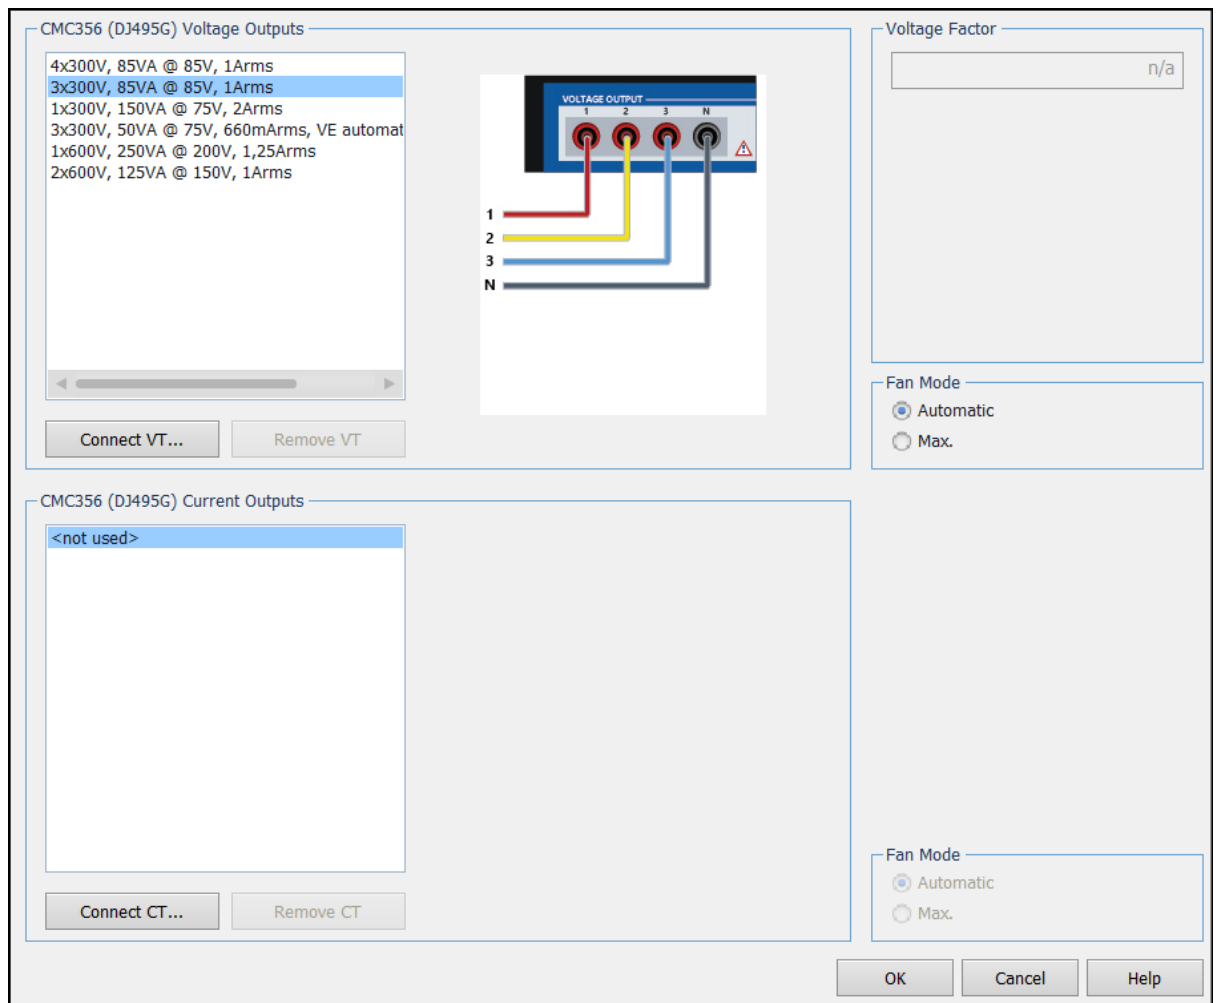 CMC356 (DJ495G) Voltage Outputs
4x300V, 85VA @ 85V, 1Arms
3x300V, 85VA @ 85V, 1Arms
1x300V, 150VA @ 75V, 2Arms
3x300V, 50VA @ 75V, 660mArms, VE automat
1x600V, 250VA @ 200V, 1,25Arms
2x600V, 125VA @ 150V, 1Arms
VOLTAGE OUTPUT
1 2 3 N
1
2
3
N
Connect VT...
Remove VT
Voltage Factor
n/a
Fan Mode
Automatic
Max.
CMC356 (DJ495G) Current Outputs
<not used>
Connect CT...
Remove CT
Fan Mode
Automatic
Max.
OK
Cancel
Help